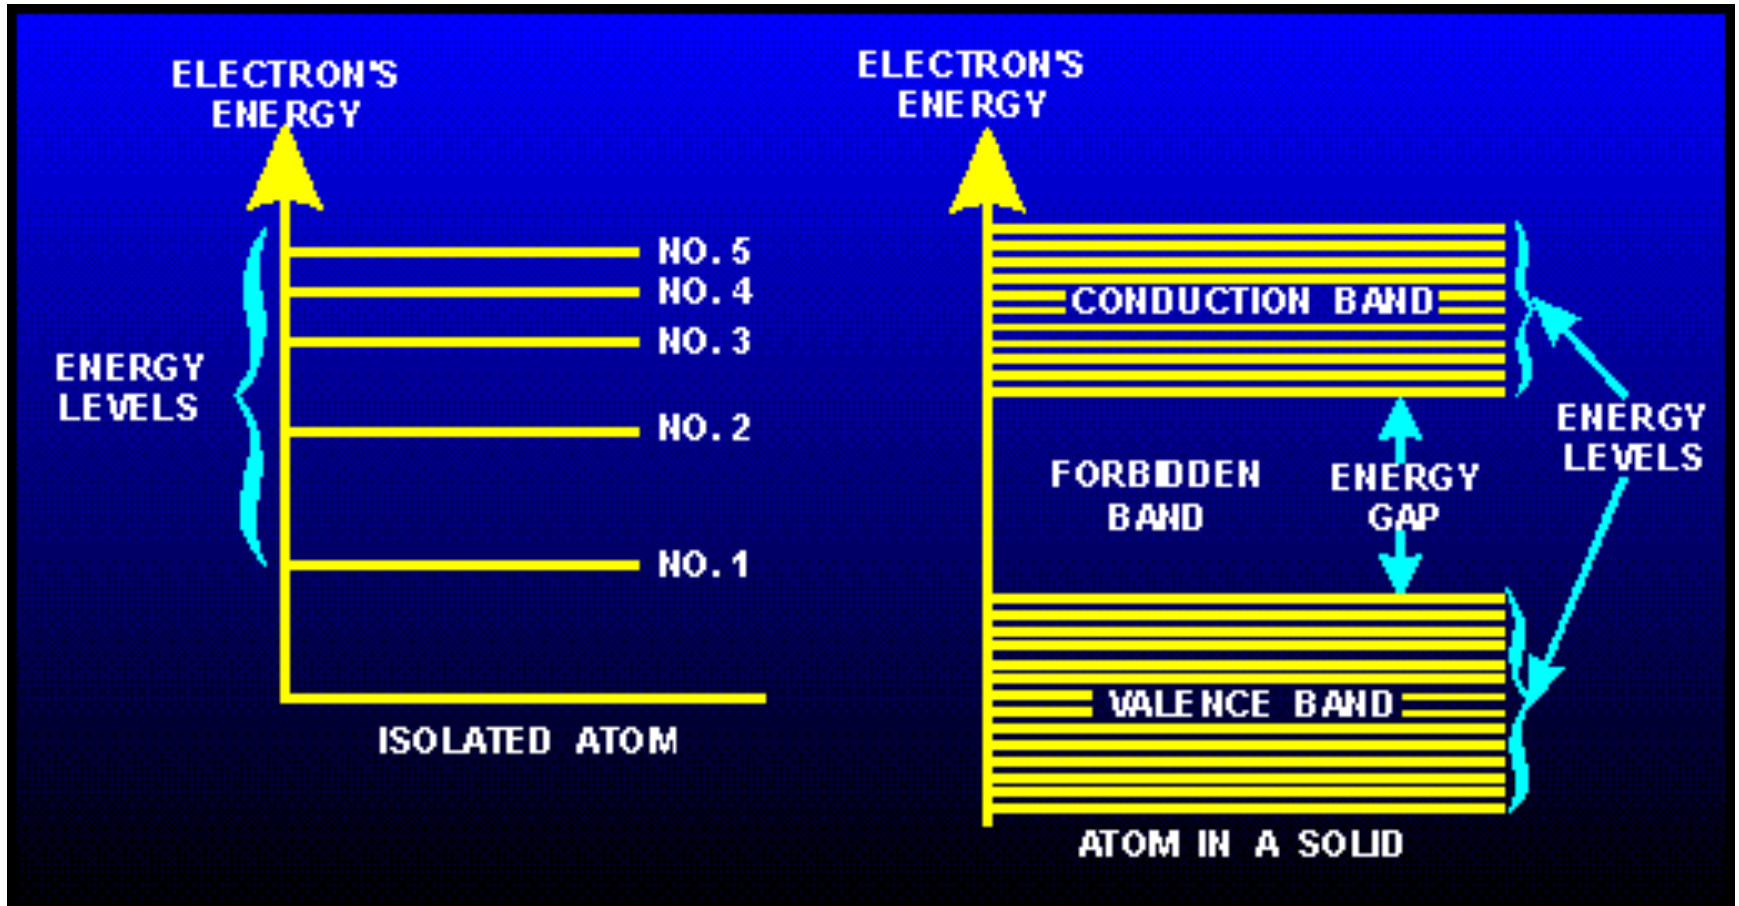 ELECTRON'S
ENERGY
NO.5
NO.4
NO.3
ENERGY
LEVELS
NO.2
NO.1
ISOLATED ATOM
ELECTRON'S
ENERGY
CONDUCTION BAND
FORBIDDEN
BAND
ENERGY
GAP
ENERGY
LEVELS
VALENCE BAND
ATOM IN A SOLID